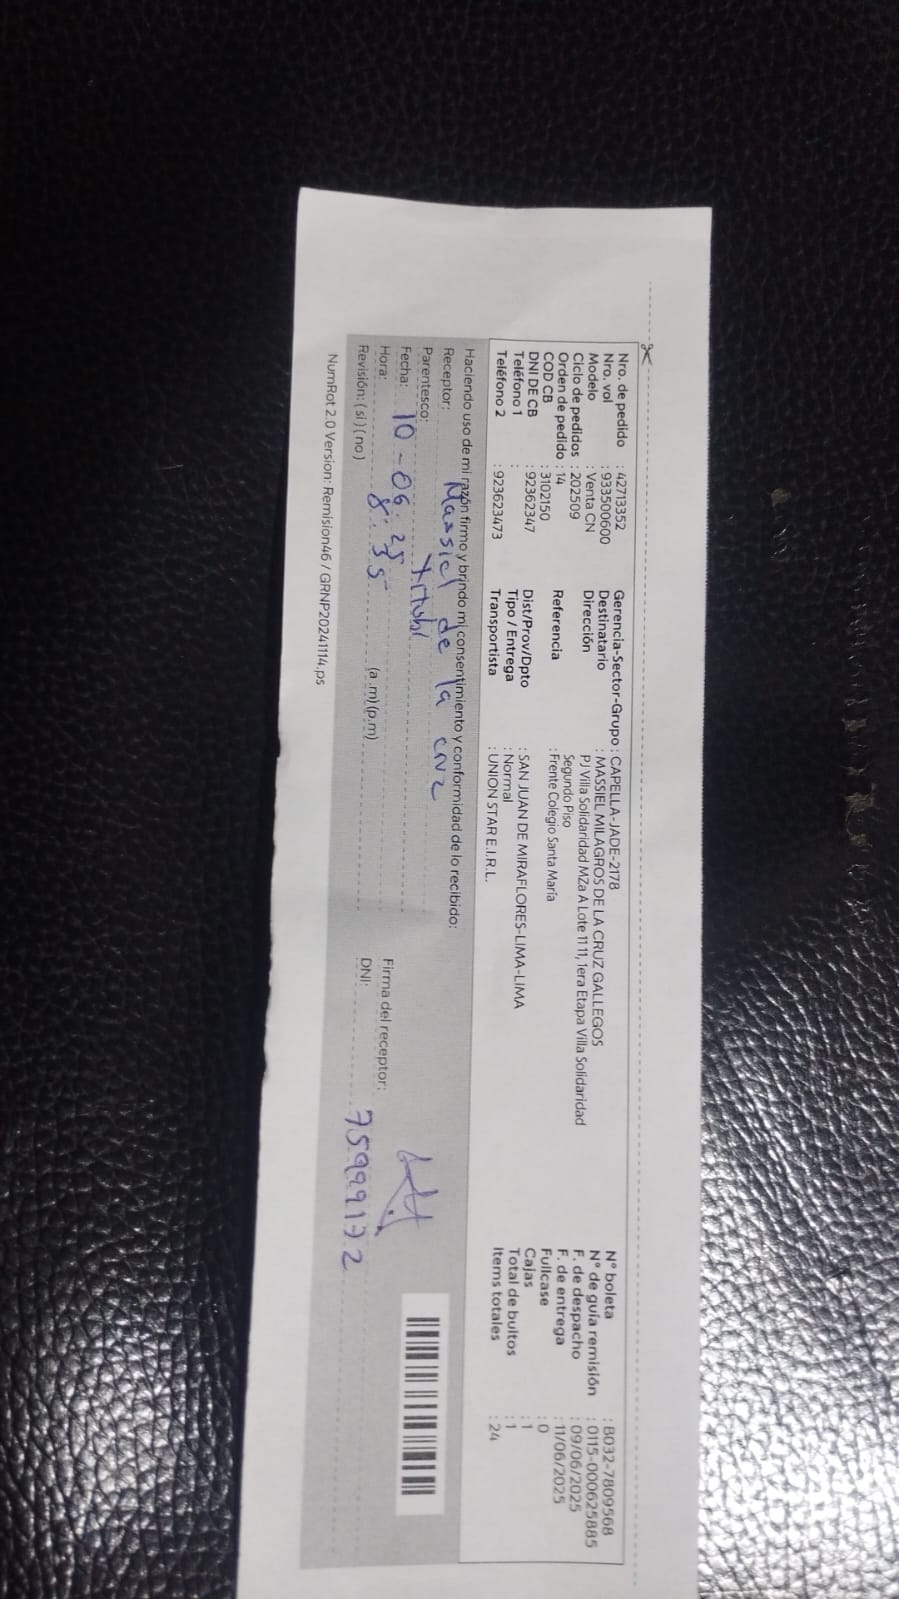 Nro. de pedido : 42713352
Nro. vol : 933500600
Modelo : Venta CN
Ciclo de pedidos : 202509
Orden de pedido : 14
COD CB : 3102150
DNI DE CB : 92362347
Teléfono 1 :
Teléfono 2 : 923623473
Gerencia-Sector-Grupo : CAPELLA-JADE-2178
Destinatario : MASSIEL MILAGROS DE LA CRUZ GALLEGOS
Dirección PJ Villa Solidaridad MZa A Lote 11 11, 1era Etapa Villa Solidaridad
Segundo Piso
Referencia : Frente Colegio Santa María
Dist/Prov/Dpto : SAN JUAN DE MIRAFLORES-LIMA-LIMA
Tipo / Entrega : Normal
Transportista : UNION STAR E.I.R.L.
N° boleta : B032-7809568
N° de guía remisión : 0115-0000625885
F. de despacho : 09/06/2025
F. de entrega : 11/06/2025
Fullcase : 0
Cajas : 1
Total de bultos : 1
Items totales : 24
Haciendo uso de mi razón firmo y brindo mi consentimiento y conformidad de lo recibido:
Receptor: Massiel de la cruz
Parentesco:
Fecha: 10-06-25
Hora: 8:35 (a.m)(p.m)
Revisión: ( si ) ( no )
Firma del receptor:
DNI: 75999172
NumRot 2.0 Version: Remision46 / GRNP20241114.ps